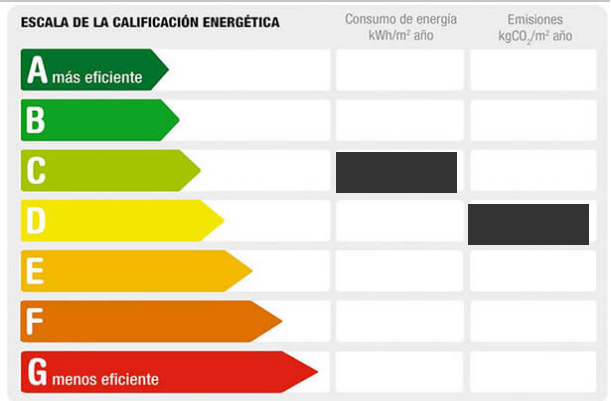 ESCALA DE LA CALIFICACIÓN ENERGÉTICA
Consumo de energía
kWh/m² año
Emisiones
kgCO₂/m² año
A más eficiente
B
C
D
E
F
G menos eficiente